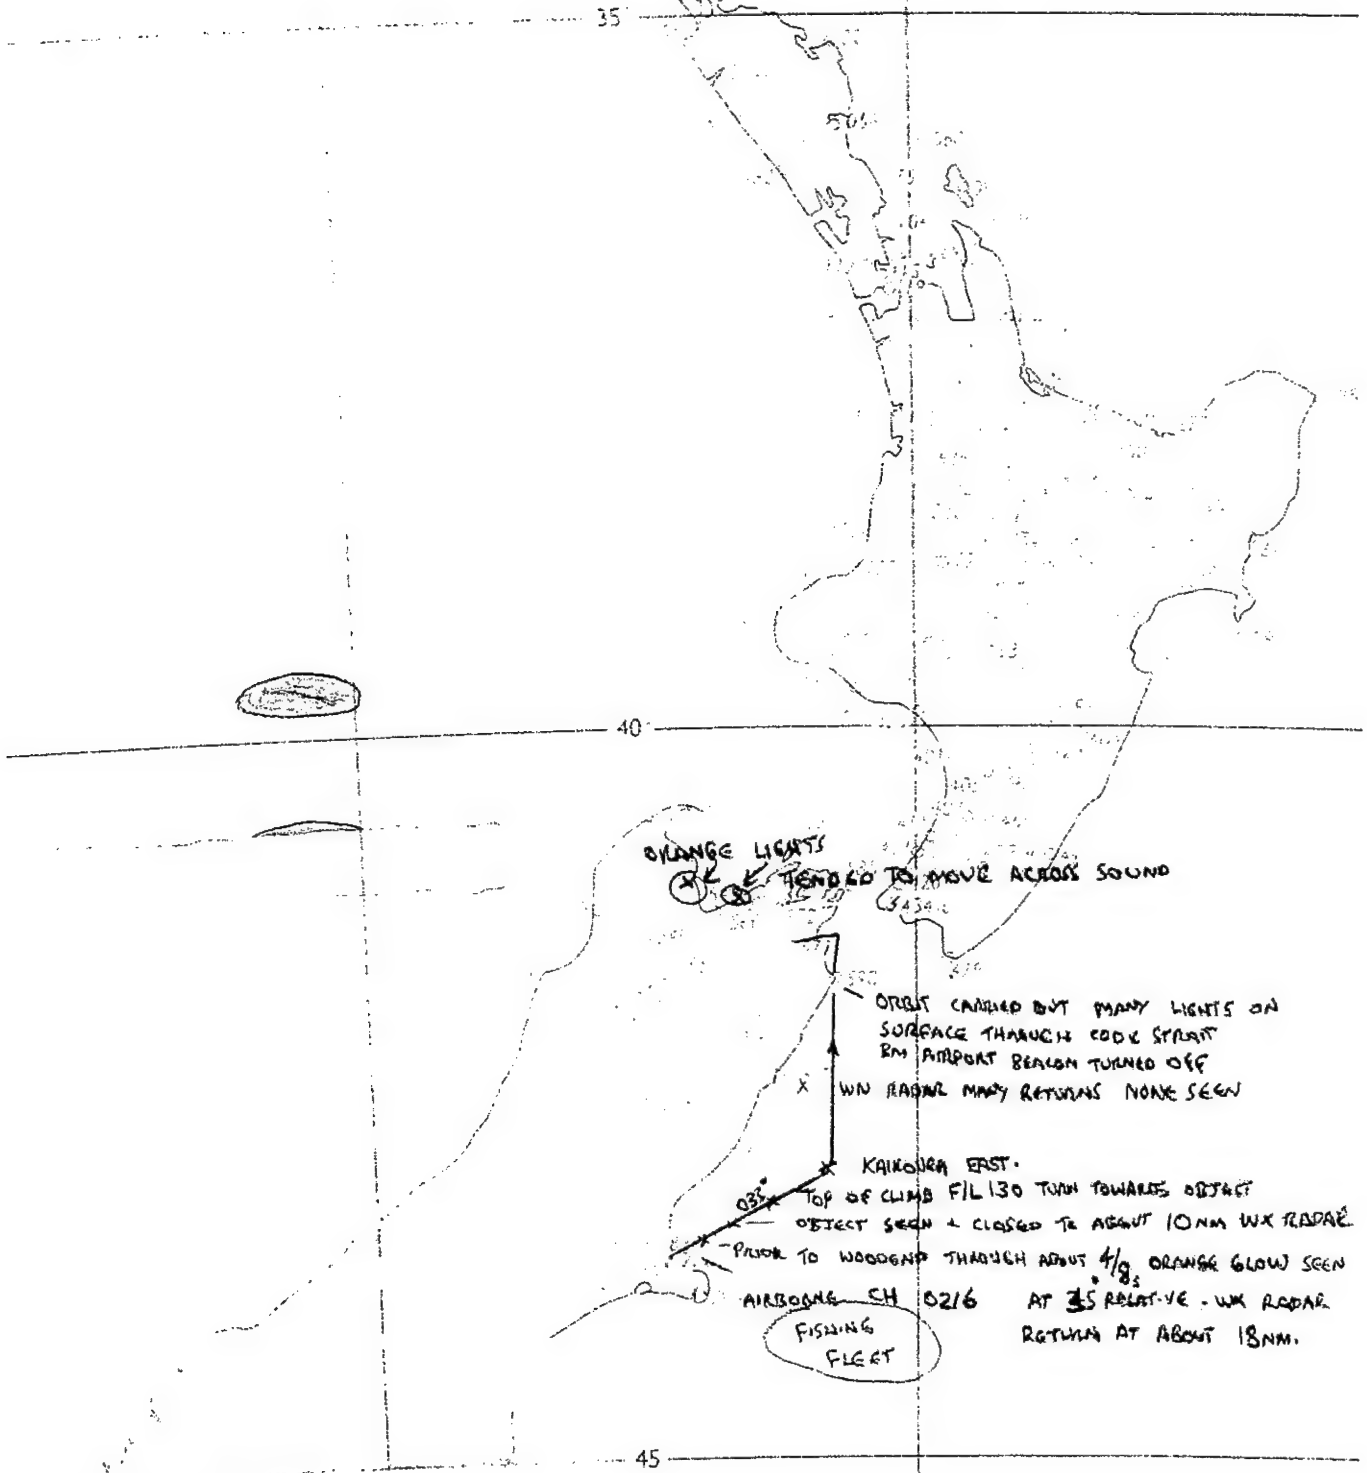 35
40
ORANGE LIGHTS
TENDED TO MOVE ACROSS SOUND
ORBIT CARRIED OUT MANY LIGHTS ON
SURFACE THROUGH COOK STRAIT
BM AIRPORT BEACON TURNED OFF
X WN RADAR MANY RETURNS NONE SEEN
KAIKOURA EAST.
033°
TOP OF CLIMB F/L 130 TURN TOWARDS OBJECT
OBJECT SEEN + CLOSED TO ABOUT 10NM WX RADAR
PRIOR TO WOODEND THROUGH ABOUT 4/8s ORANGE GLOW SEEN
AIRBORNE CH 0216 AT RELATIVE. WX RADAR
RETURN AT ABOUT 18NM.
FISHING
FLEET
45